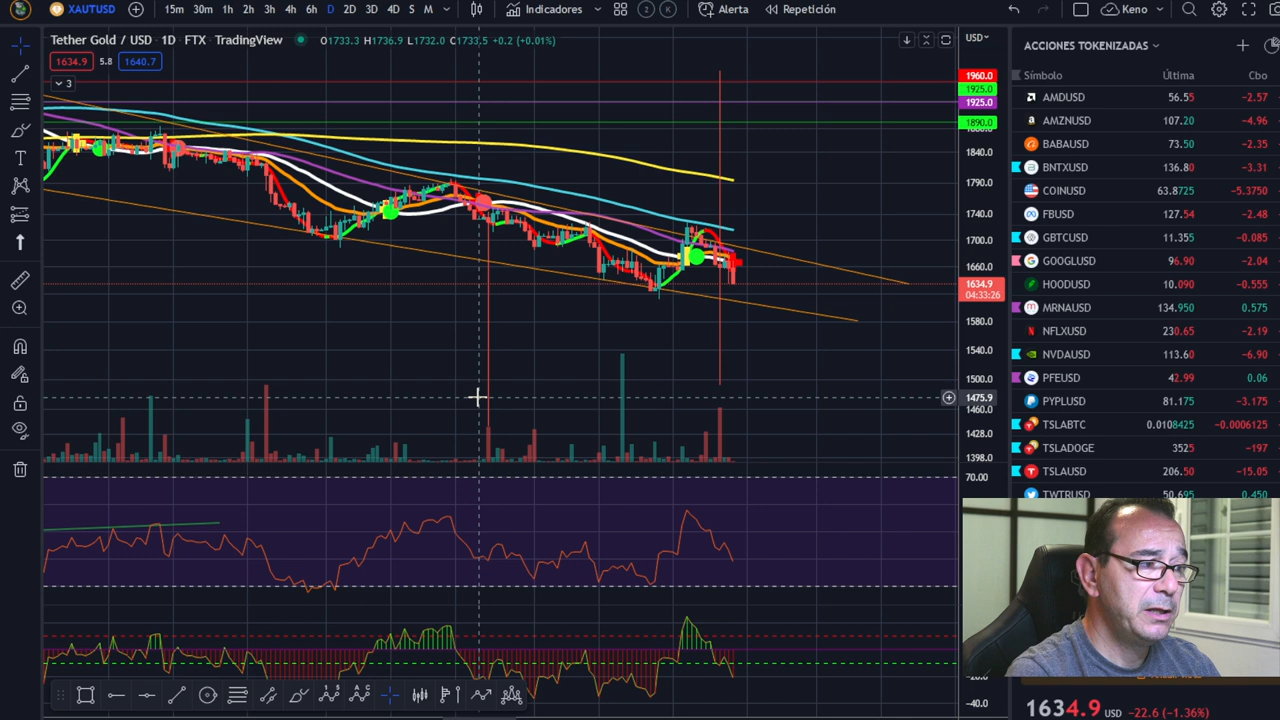 XAUTUSD 15m 30m 1h 2h 3h 4h 6h D 2D 3D 4D S M Indicadores 2 K Alerta Repetición Keno
Tether Gold / USD · 1D · FTX · TradingView O1733.3 H1736.9 L1732.0 C1733.5 +0.2 (+0.01%)
1634.9 5.8 1640.7
3
USD
1960.0
1925.0
1925.0
1890.0
1840.0
1790.0
1740.0
1700.0
1660.0
1634.9
04:33:26
1580.0
1540.0
1500.0
1475.9
1460.0
1428.0
1398.0
70.00
-40.00
ACCIONES TOKENIZADAS
Símbolo Última Cbo
AMDUSD 56.55 −2.57
AMZNUSD 107.20 −4.96
BABAUSD 73.50 −2.35
BNTXUSD 136.80 −3.31
COINUSD 63.8725 −5.3750
FBUSD 127.54 −2.48
GBTCUSD 11.355 −0.085
GOOGLUSD 96.90 −2.04
HOODUSD 10.090 −0.555
MRNAUSD 134.950 0.575
NFLXUSD 230.65 −2.19
NVDAUSD 113.60 −6.90
PFEUSD 42.99 0.06
PYPLUSD 81.175 −3.175
TSLABTC 0.0108425 −0.0006125
TSLADOGE 3525 −197
TSLAUSD 206.50 −15.05
TWTRUSD 50.695 0.450
1634.9 USD −22.6 (−1.36%)